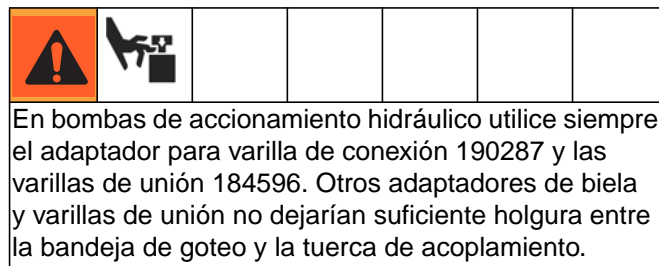 En bombas de accionamiento hidráulico utilice siempre
el adaptador para varilla de conexión 190287 y las
varillas de unión 184596. Otros adaptadores de biela
y varillas de unión no dejarían suficiente holgura entre
la bandeja de goteo y la tuerca de acoplamiento.